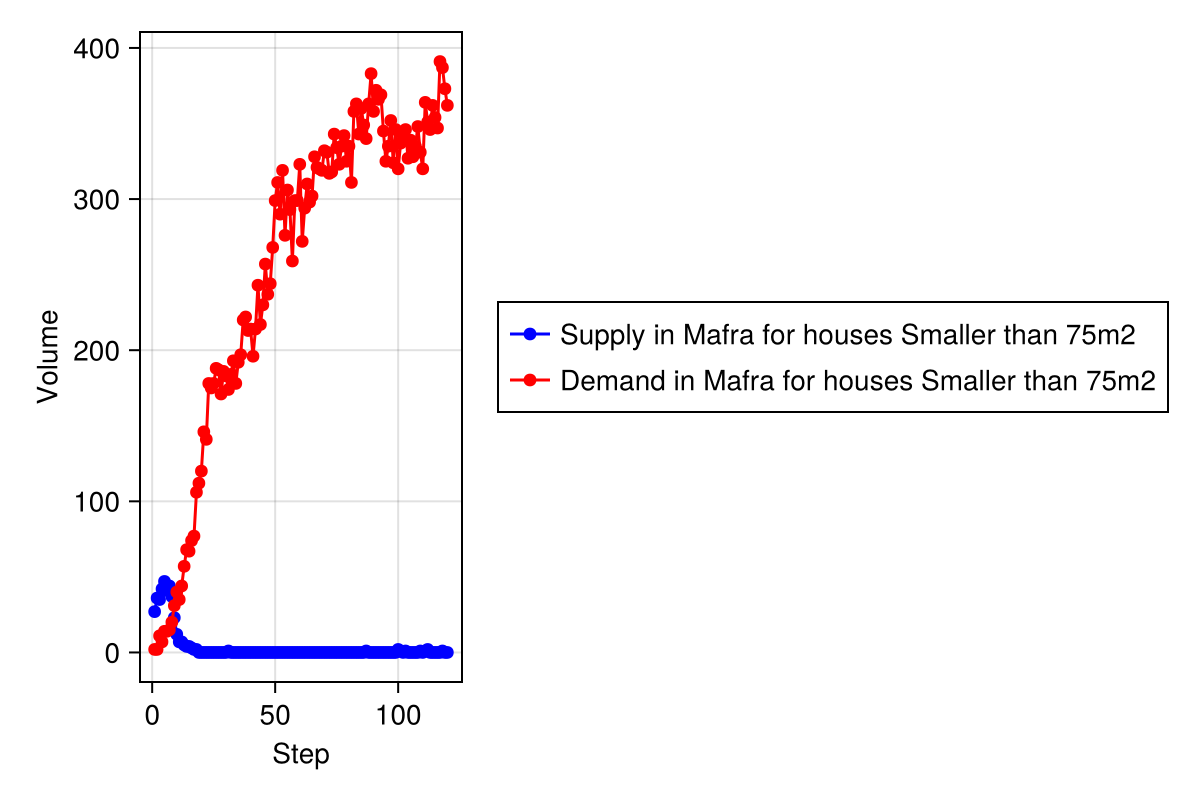 400
300
200
100
0
Volume
0 50 100
Step
Supply in Mafra for houses Smaller than 75m2
Demand in Mafra for houses Smaller than 75m2